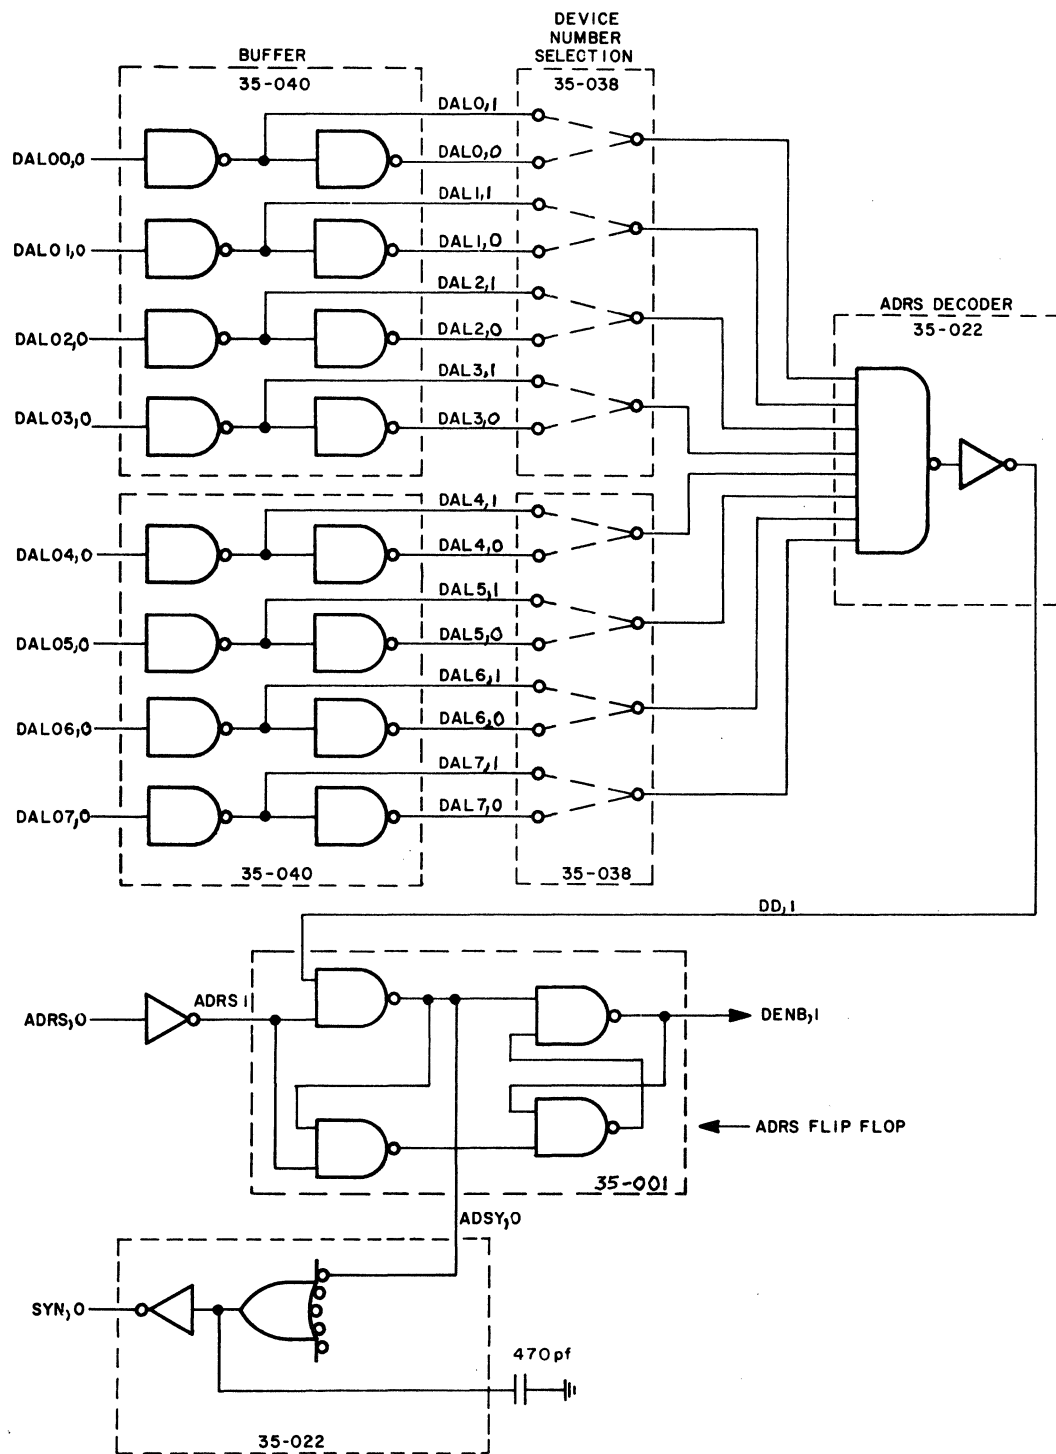 DEVICE
NUMBER
SELECTION
BUFFER
35-040
35-038
DAL0,1
DAL00,0
DAL0,0
DAL1,1
DAL01,0
DAL1,0
DAL2,1
DAL02,0
DAL2,0
ADRS DECODER
35-022
DAL3,1
DAL03,0
DAL3,0
DAL4,1
DAL04,0
DAL4,0
DAL5,1
DAL05,0
DAL5,0
DAL6,1
DAL06,0
DAL6,0
DAL7,1
DAL07,0
DAL7,0
35-040
35-038
DD,1
ADRS1
ADRS,0
DENB,1
ADRS FLIP FLOP
35-001
ADSY,0
SYN,0
470pf
35-022